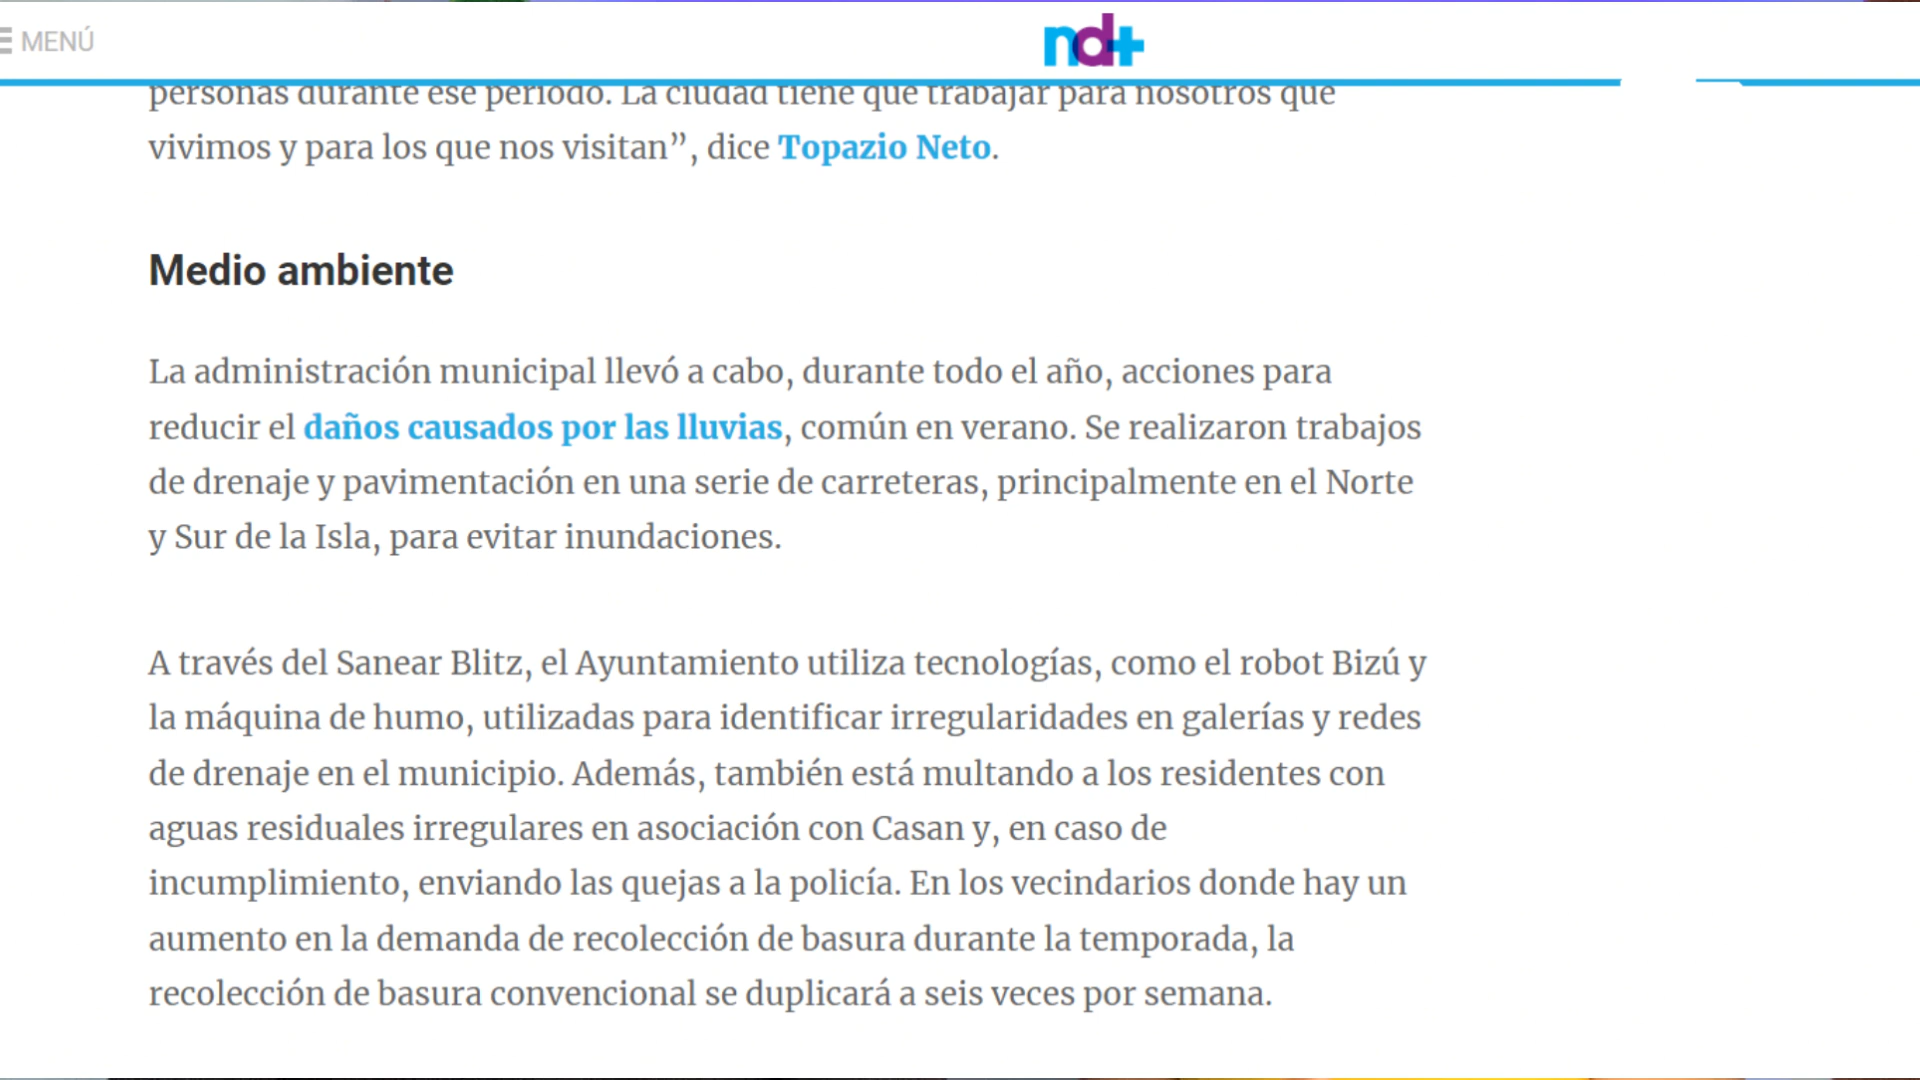 MENÚ
nd+
personas durante ese período. La ciudad tiene que trabajar para nosotros que
vivimos y para los que nos visitan”, dice Topazio Neto.
Medio ambiente
La administración municipal llevó a cabo, durante todo el año, acciones para
reducir el daños causados por las lluvias, común en verano. Se realizaron trabajos
de drenaje y pavimentación en una serie de carreteras, principalmente en el Norte
y Sur de la Isla, para evitar inundaciones.
A través del Sanear Blitz, el Ayuntamiento utiliza tecnologías, como el robot Bizú y
la máquina de humo, utilizadas para identificar irregularidades en galerías y redes
de drenaje en el municipio. Además, también está multando a los residentes con
aguas residuales irregulares en asociación con Casan y, en caso de
incumplimiento, enviando las quejas a la policía. En los vecindarios donde hay un
aumento en la demanda de recolección de basura durante la temporada, la
recolección de basura convencional se duplicará a seis veces por semana.